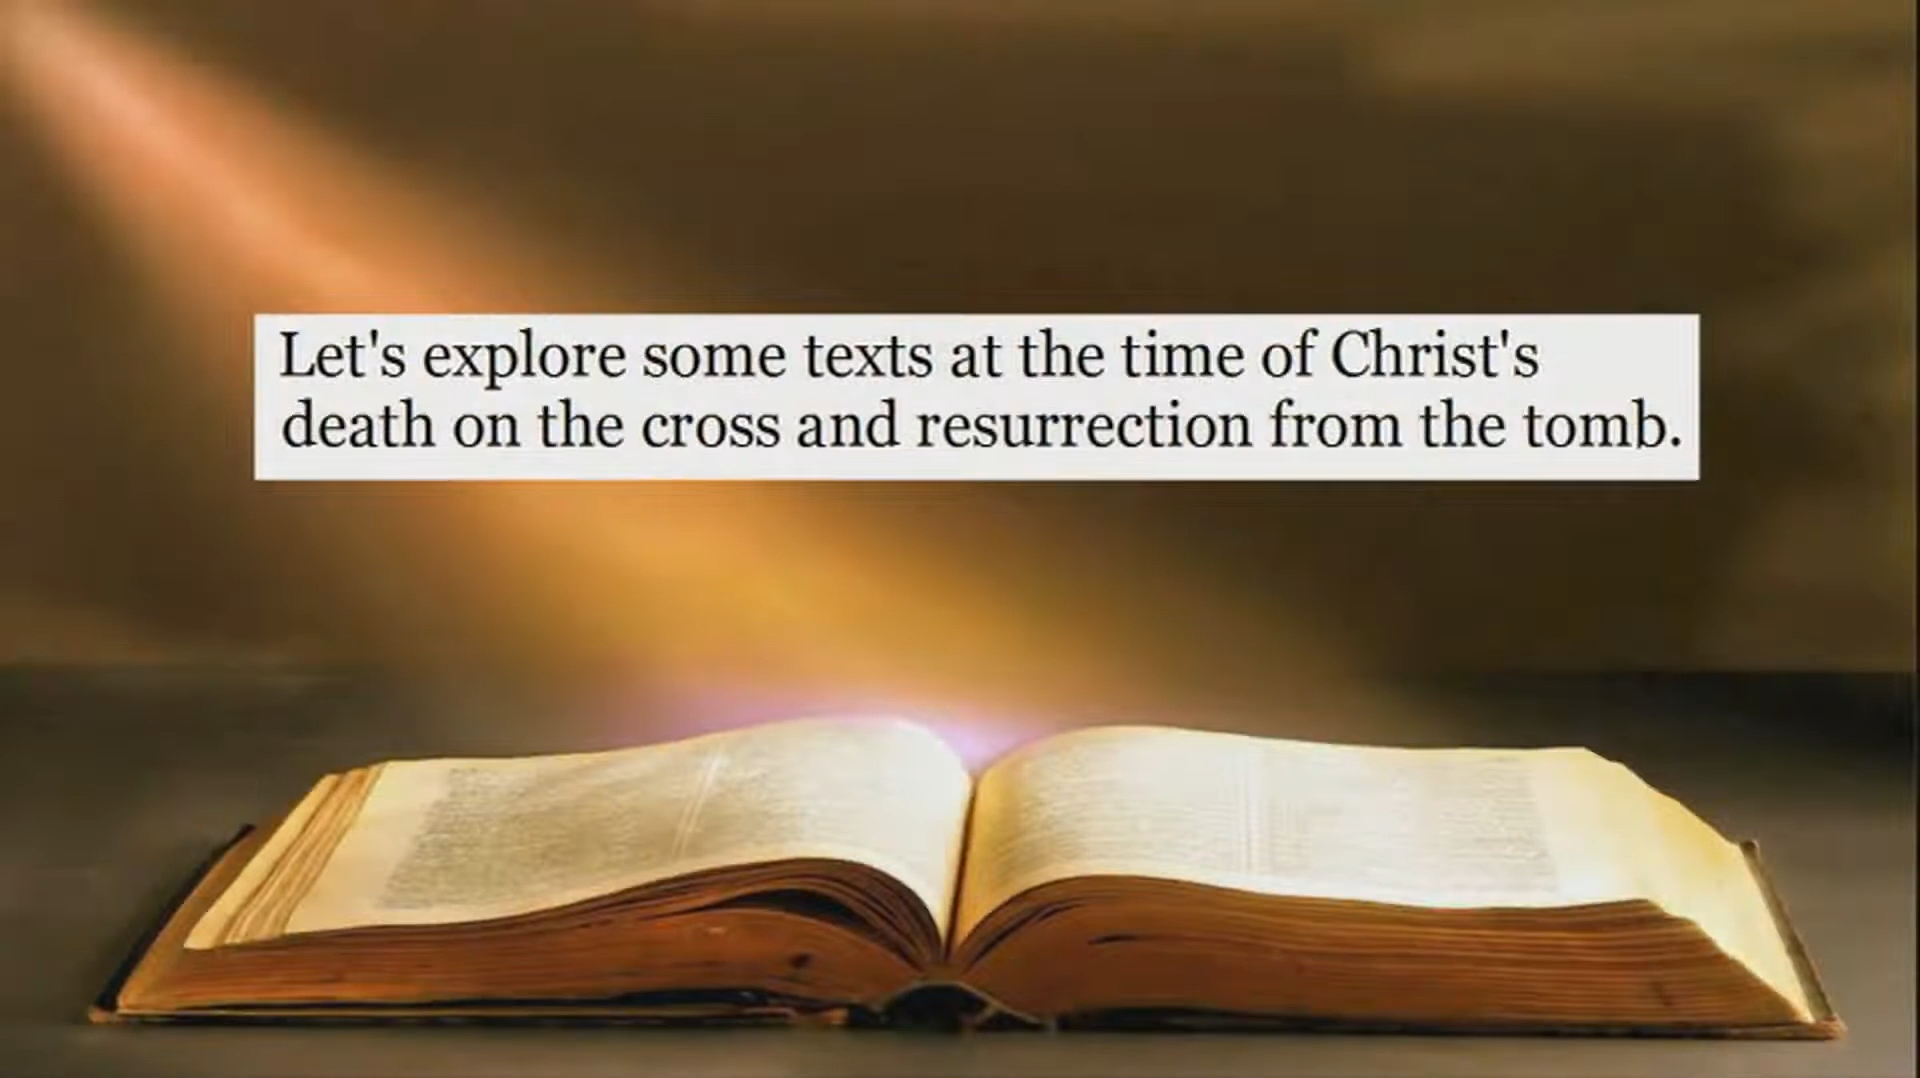 Let's explore some texts at the time of Christ's
death on the cross and resurrection from the tomb.